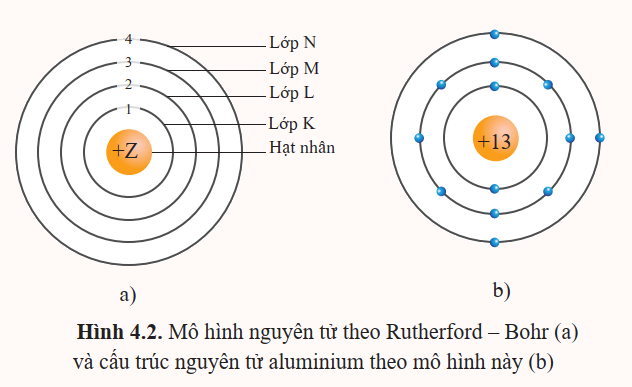 4
3
2
1
+Z
Lớp N
Lớp M
Lớp L
Lớp K
Hạt nhân
a)
+13
b)
Hình 4.2. Mô hình nguyên tử theo Rutherford – Bohr (a)
và cấu trúc nguyên tử aluminium theo mô hình này (b)